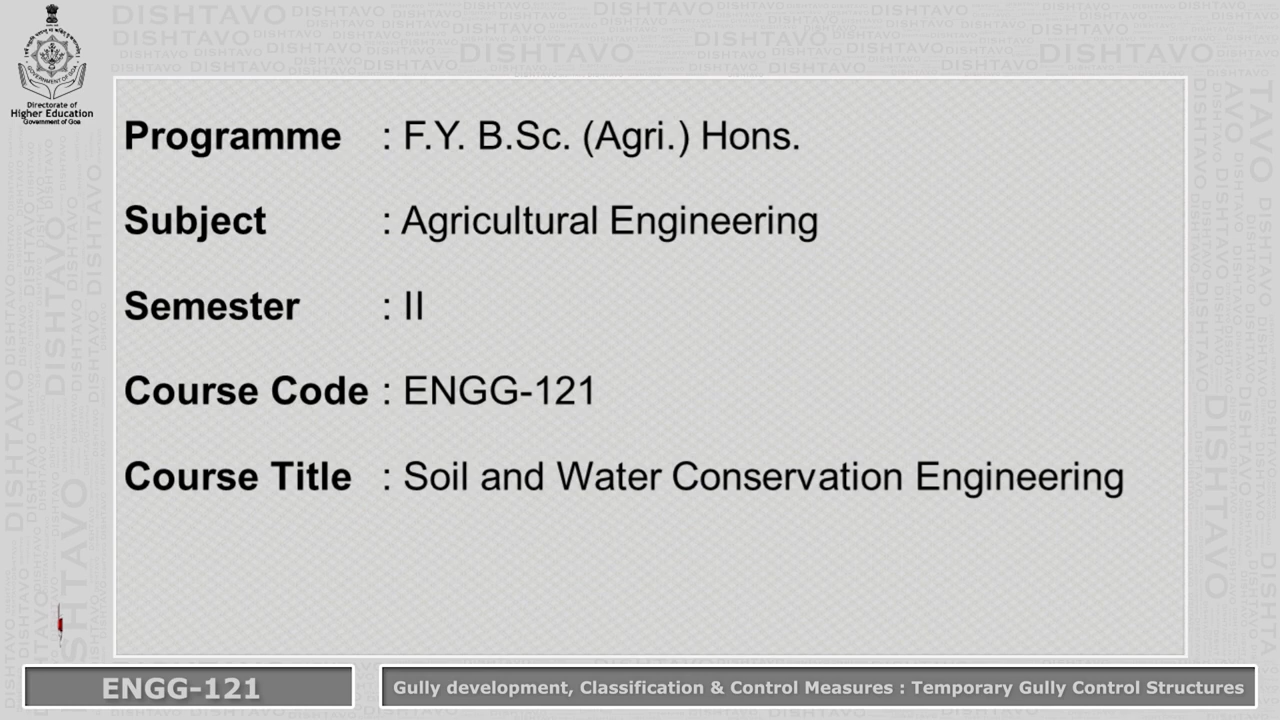 Directorate of
Higher Education
Government of Goa
Programme : F.Y. B.Sc. (Agri.) Hons.
Subject : Agricultural Engineering
Semester : II
Course Code : ENGG-121
Course Title : Soil and Water Conservation Engineering
ENGG-121
Gully development, Classification & Control Measures : Temporary Gully Control Structures
DISHTAVO